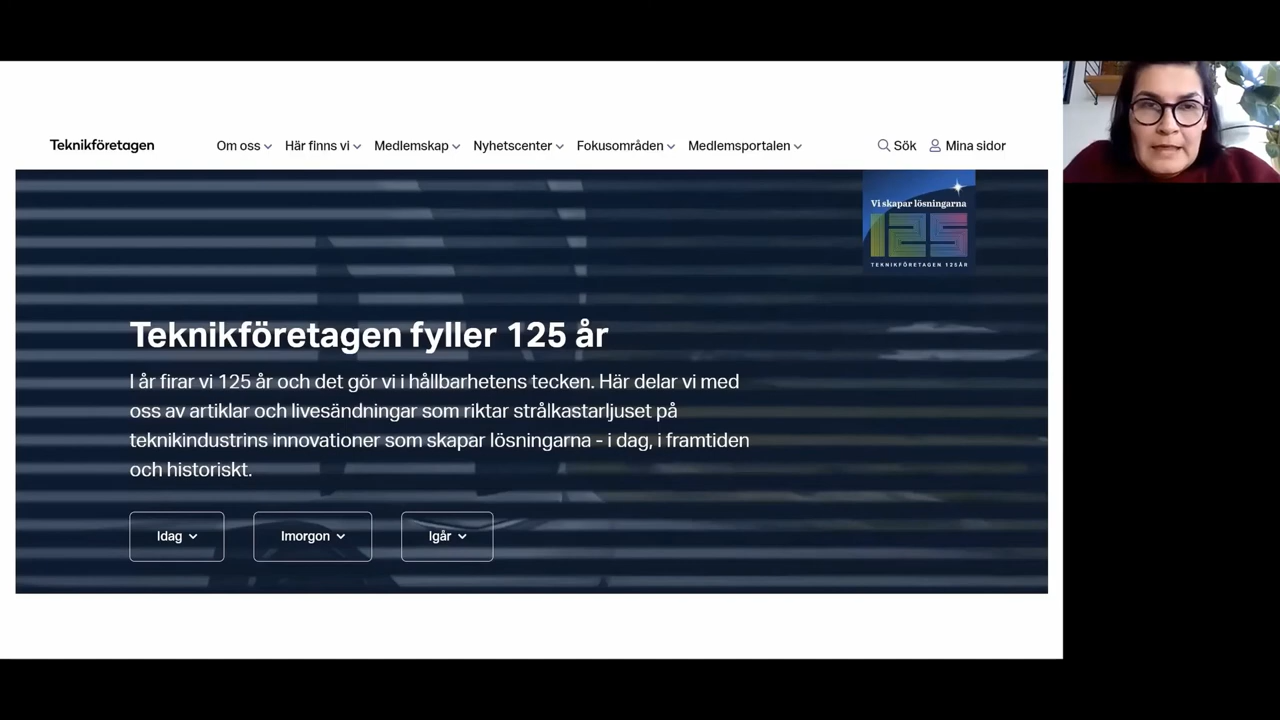 Teknikföretagen
Om oss
Här finns vi
Medlemskap
Nyhetscenter
Fokusområden
Medlemsportalen
Sök
Mina sidor
Vi skapar lösningarna
125
TEKNIKFÖRETAGEN 125 ÅR
Teknikföretagen fyller 125 år
I år firar vi 125 år och det gör vi i hållbarhetens tecken. Här delar vi med
oss av artiklar och livesändningar som riktar strålkastarljuset på
teknikindustrins innovationer som skapar lösningarna - i dag, i framtiden
och historiskt.
Idag
Imorgon
Igår